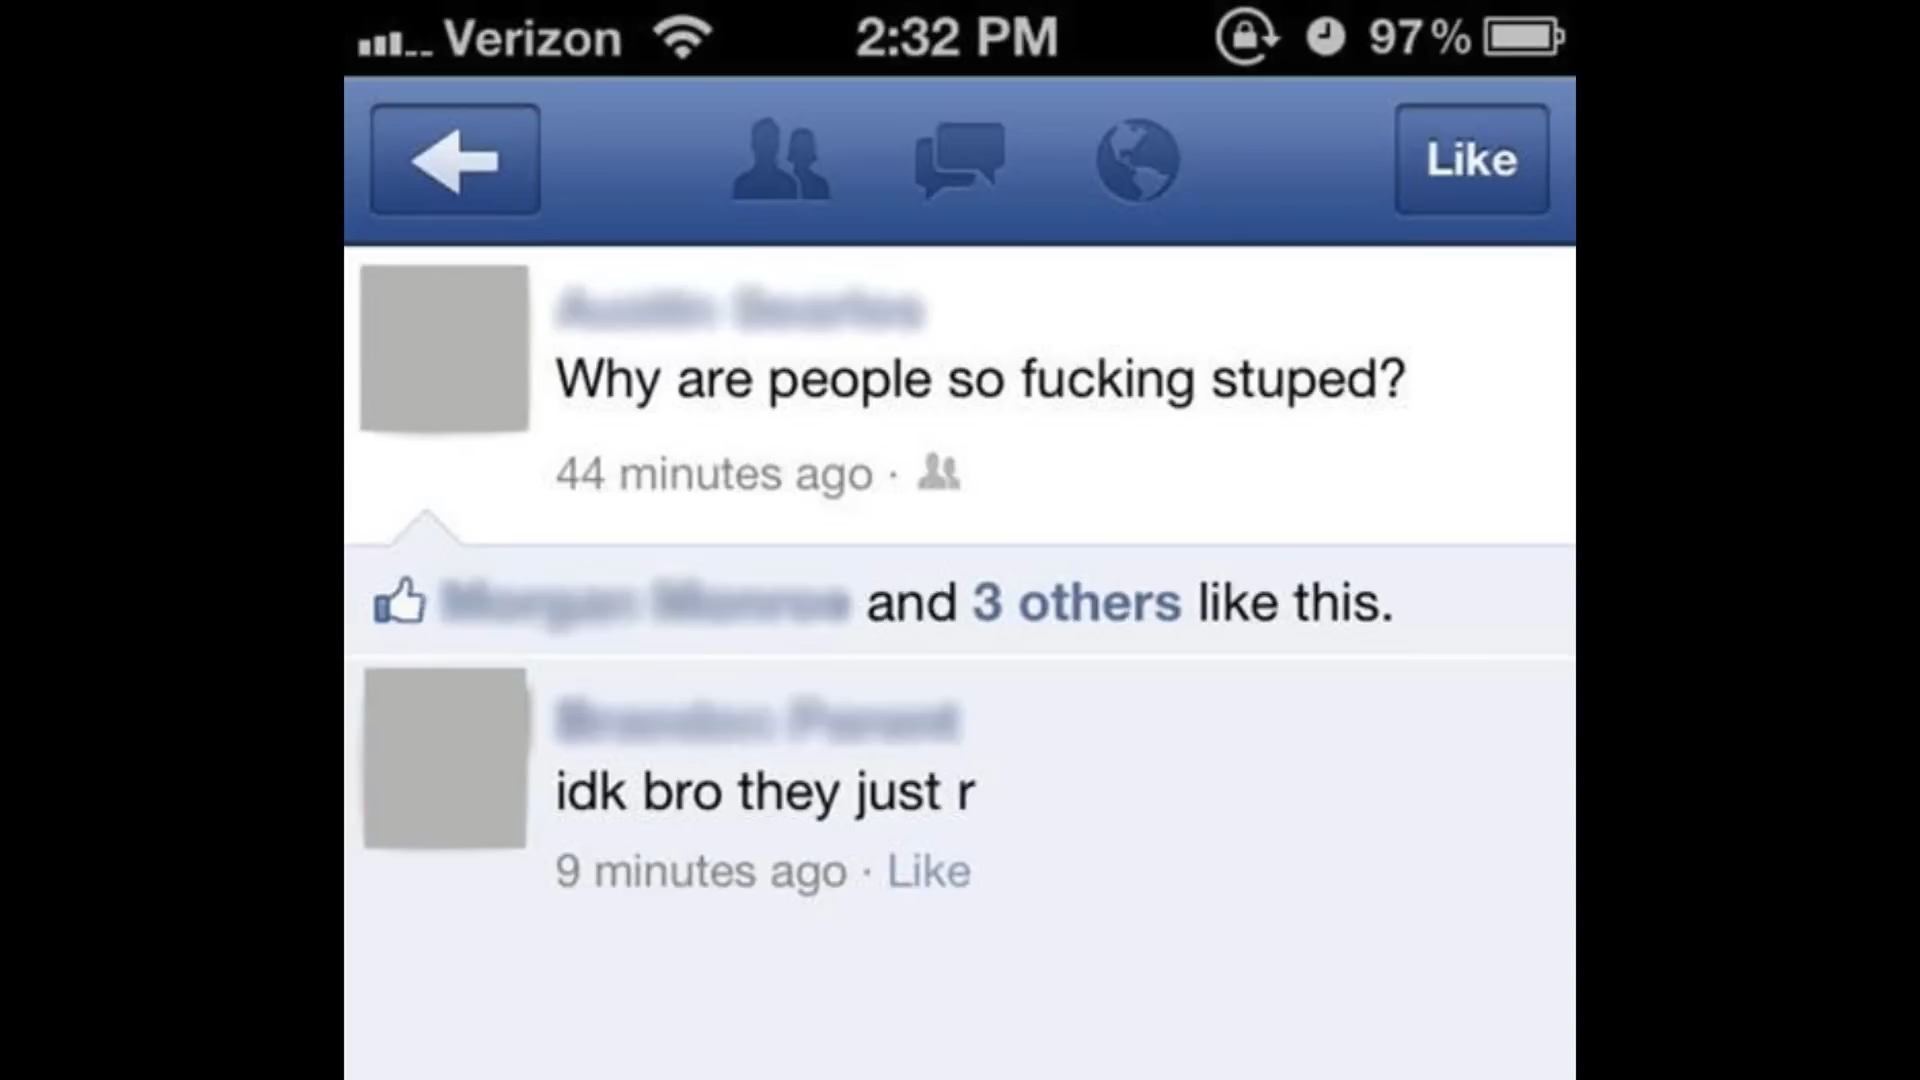 Verizon 2:32 PM 97%
Like
Why are people so fucking stuped?
44 minutes ago ·
and 3 others like this.
idk bro they just r
9 minutes ago · Like